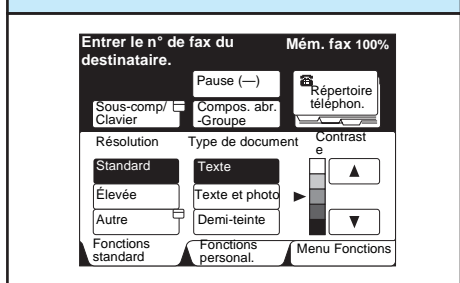 Entrer le n° de fax du
destinataire.
Mém. fax 100%
Pause (—)
Répertoire
téléphon.
Sous-comp/
Clavier
Compos. abr.
-Groupe
Résolution
Type de document
Contrast
e
Standard
Texte
Élevée
Texte et photo
Autre
Demi-teinte
Fonctions
standard
Fonctions
personal.
Menu Fonctions